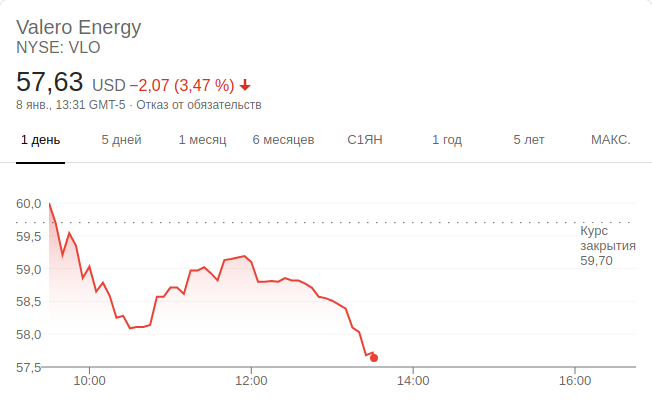 Valero Energy
NYSE: VLO
57,63 USD −2,07 (3,47 %)
8 янв., 13:31 GMT-5 · Отказ от обязательств
1 день 5 дней 1 месяц 6 месяцев С1ЯН 1 год 5 лет МАКС.
60,0
59,5
59,0
58,5
58,0
57,5
Курс
закрытия
59,70
10:00 12:00 14:00 16:00